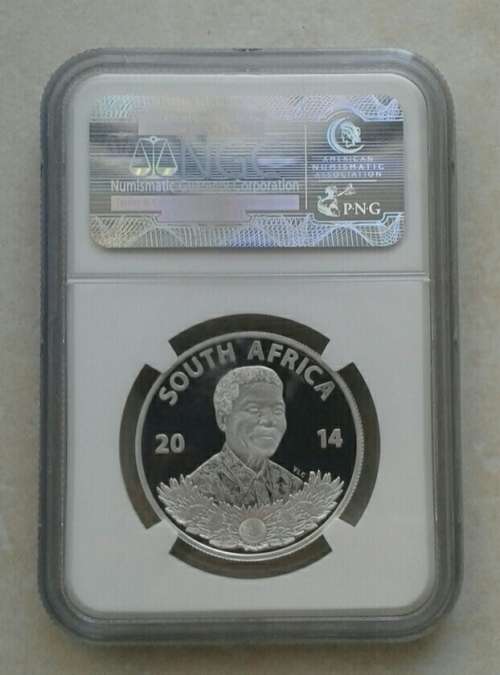 NGC
Numismatic Guaranty Corporation
AMERICAN
NUMISMATIC
ASSOCIATION
PNG
SOUTH AFRICA
20 14